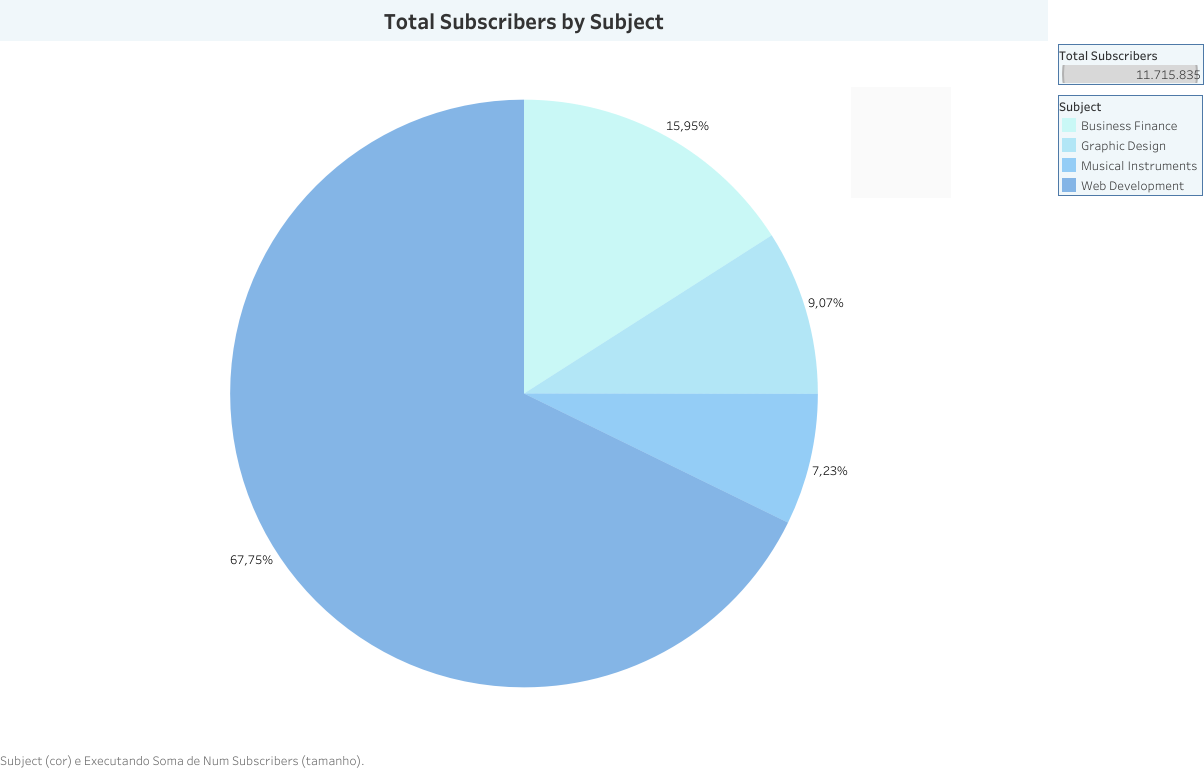 Total Subscribers by Subject
Total Subscribers
11.715.835
Subject
Business Finance
Graphic Design
Musical Instruments
Web Development
15,95%
9,07%
7,23%
67,75%
Subject (cor) e Executando Soma de Num Subscribers (tamanho).